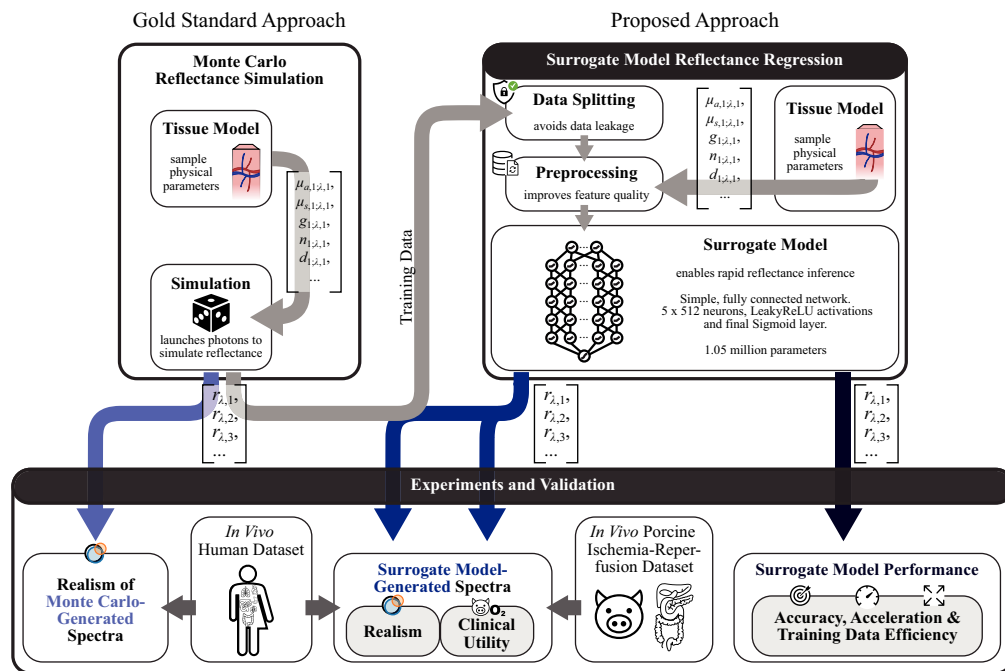 Gold Standard Approach
Proposed Approach
Monte Carlo
Reflectance Simulation
Tissue Model
sample
physical
parameters
μa,1;λ,1,
μs,1;λ,1,
g1;λ,1,
n1;λ,1,
d1;λ,1,
...
Simulation
launches photons to
simulate reflectance
Training Data
Surrogate Model Reflectance Regression
Data Splitting
avoids data leakage
Preprocessing
improves feature quality
μa,1;λ,1,
μs,1;λ,1,
g1;λ,1,
n1;λ,1,
d1;λ,1,
...
Tissue Model
sample
physical
parameters
Surrogate Model
enables rapid reflectance inference
Simple, fully connected network.
5 x 512 neurons, LeakyReLU activations
and final Sigmoid layer.
1.05 million parameters
rλ,1,
rλ,2,
rλ,3,
...
rλ,1,
rλ,2,
rλ,3,
...
rλ,1,
rλ,2,
rλ,3,
...
Experiments and Validation
Realism of
Monte Carlo-
Generated
Spectra
In Vivo
Human Dataset
Surrogate Model-
Generated Spectra
Realism
O2
Clinical
Utility
In Vivo Porcine
Ischemia-Reper-
fusion Dataset
Surrogate Model Performance
Accuracy, Acceleration &
Training Data Efficiency